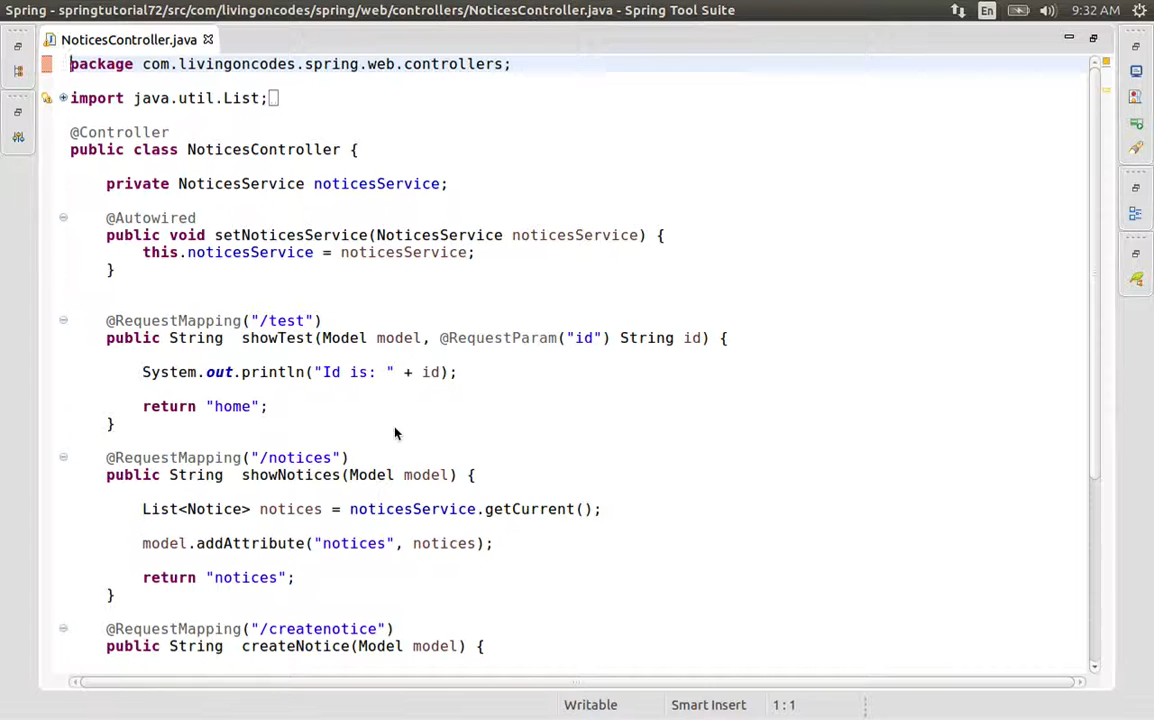 Spring - springtutorial72/src/com/livingoncodes/spring/web/controllers/NoticesController.java - Spring Tool Suite
En
9:32 AM
NoticesController.java
package com.livingoncodes.spring.web.controllers;
import java.util.List;
@Controller
public class NoticesController {
private NoticesService noticesService;
@Autowired
public void setNoticesService(NoticesService noticesService) {
this.noticesService = noticesService;
}
@RequestMapping("/test")
public String showTest(Model model, @RequestParam("id") String id) {
System.out.println("Id is: " + id);
return "home";
}
@RequestMapping("/notices")
public String showNotices(Model model) {
List<Notice> notices = noticesService.getCurrent();
model.addAttribute("notices", notices);
return "notices";
}
@RequestMapping("/createnotice")
public String createNotice(Model model) {
Writable
Smart Insert
1 : 1